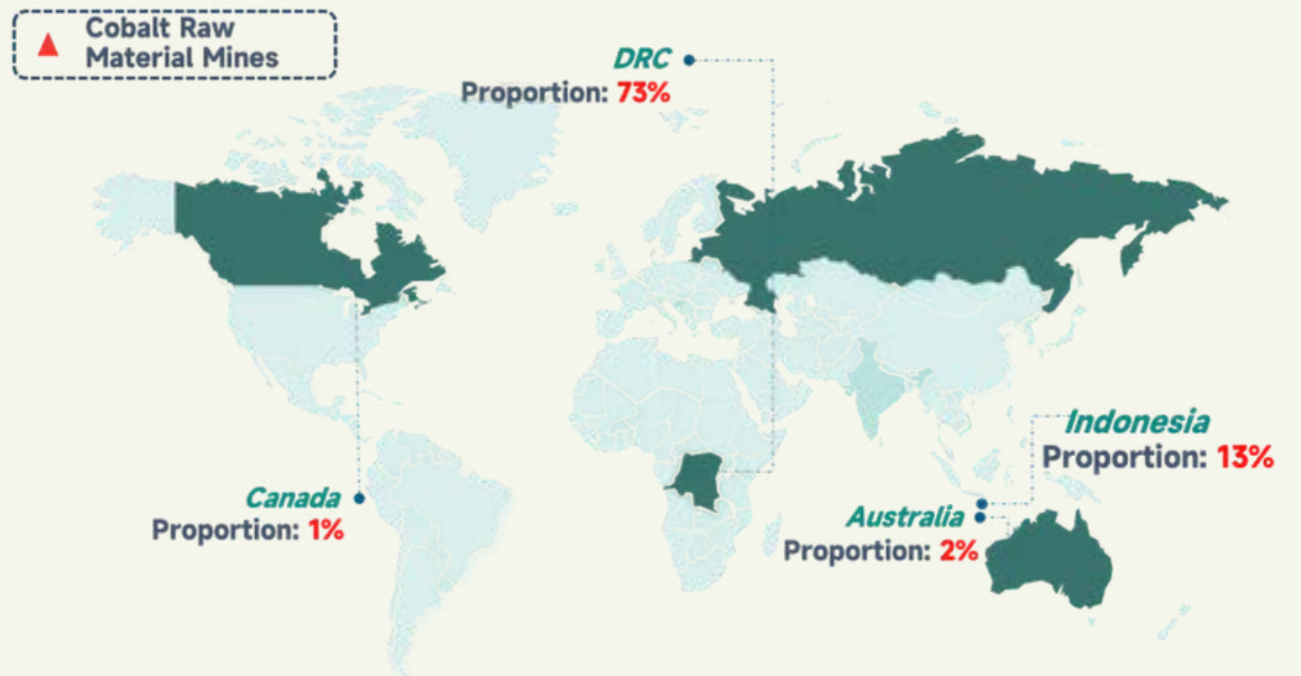 Cobalt Raw
Material Mines
DRC
Proportion: 73%
Indonesia
Proportion: 13%
Canada
Proportion: 1%
Australia
Proportion: 2%